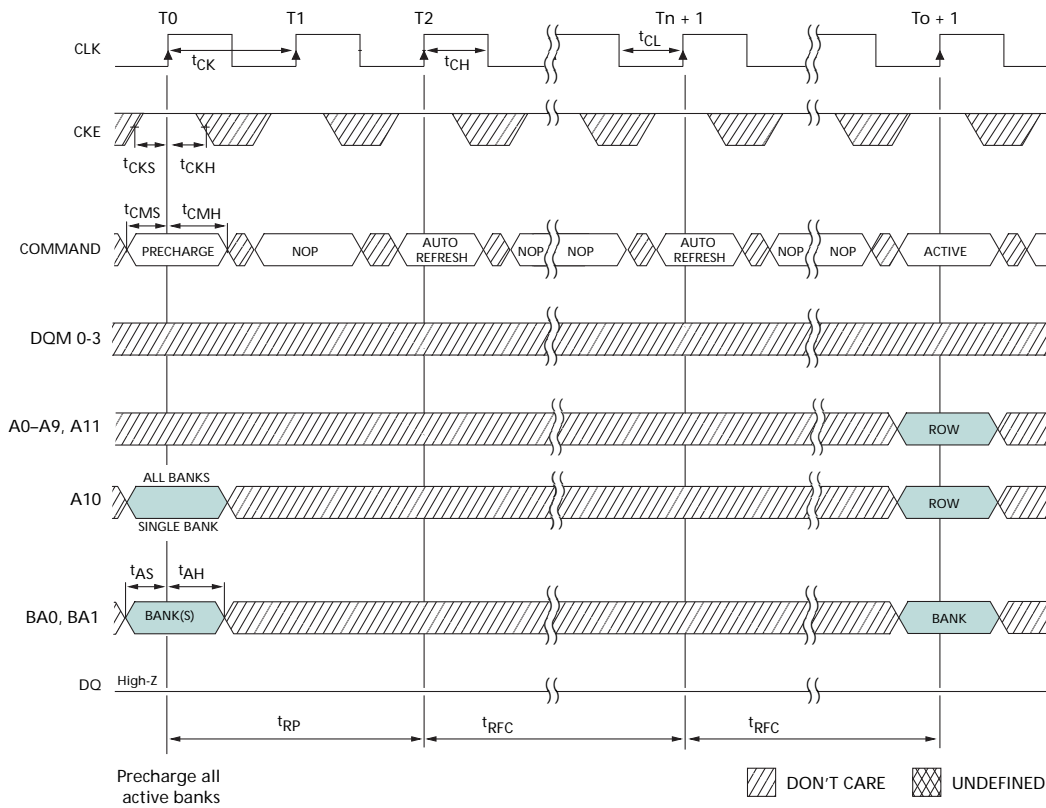 T0 T1 T2 Tn + 1 To + 1
CLK
tCK tCH tCL
CKE
tCKS tCKH
tCMS tCMH
COMMAND PRECHARGE NOP AUTO REFRESH NOP NOP AUTO REFRESH NOP NOP ACTIVE
DQM 0-3
A0–A9, A11 ROW
ALL BANKS
A10 ROW
SINGLE BANK
tAS tAH
BA0, BA1 BANK(S) BANK
DQ High-Z
tRP tRFC tRFC
Precharge all
active banks
DON'T CARE UNDEFINED